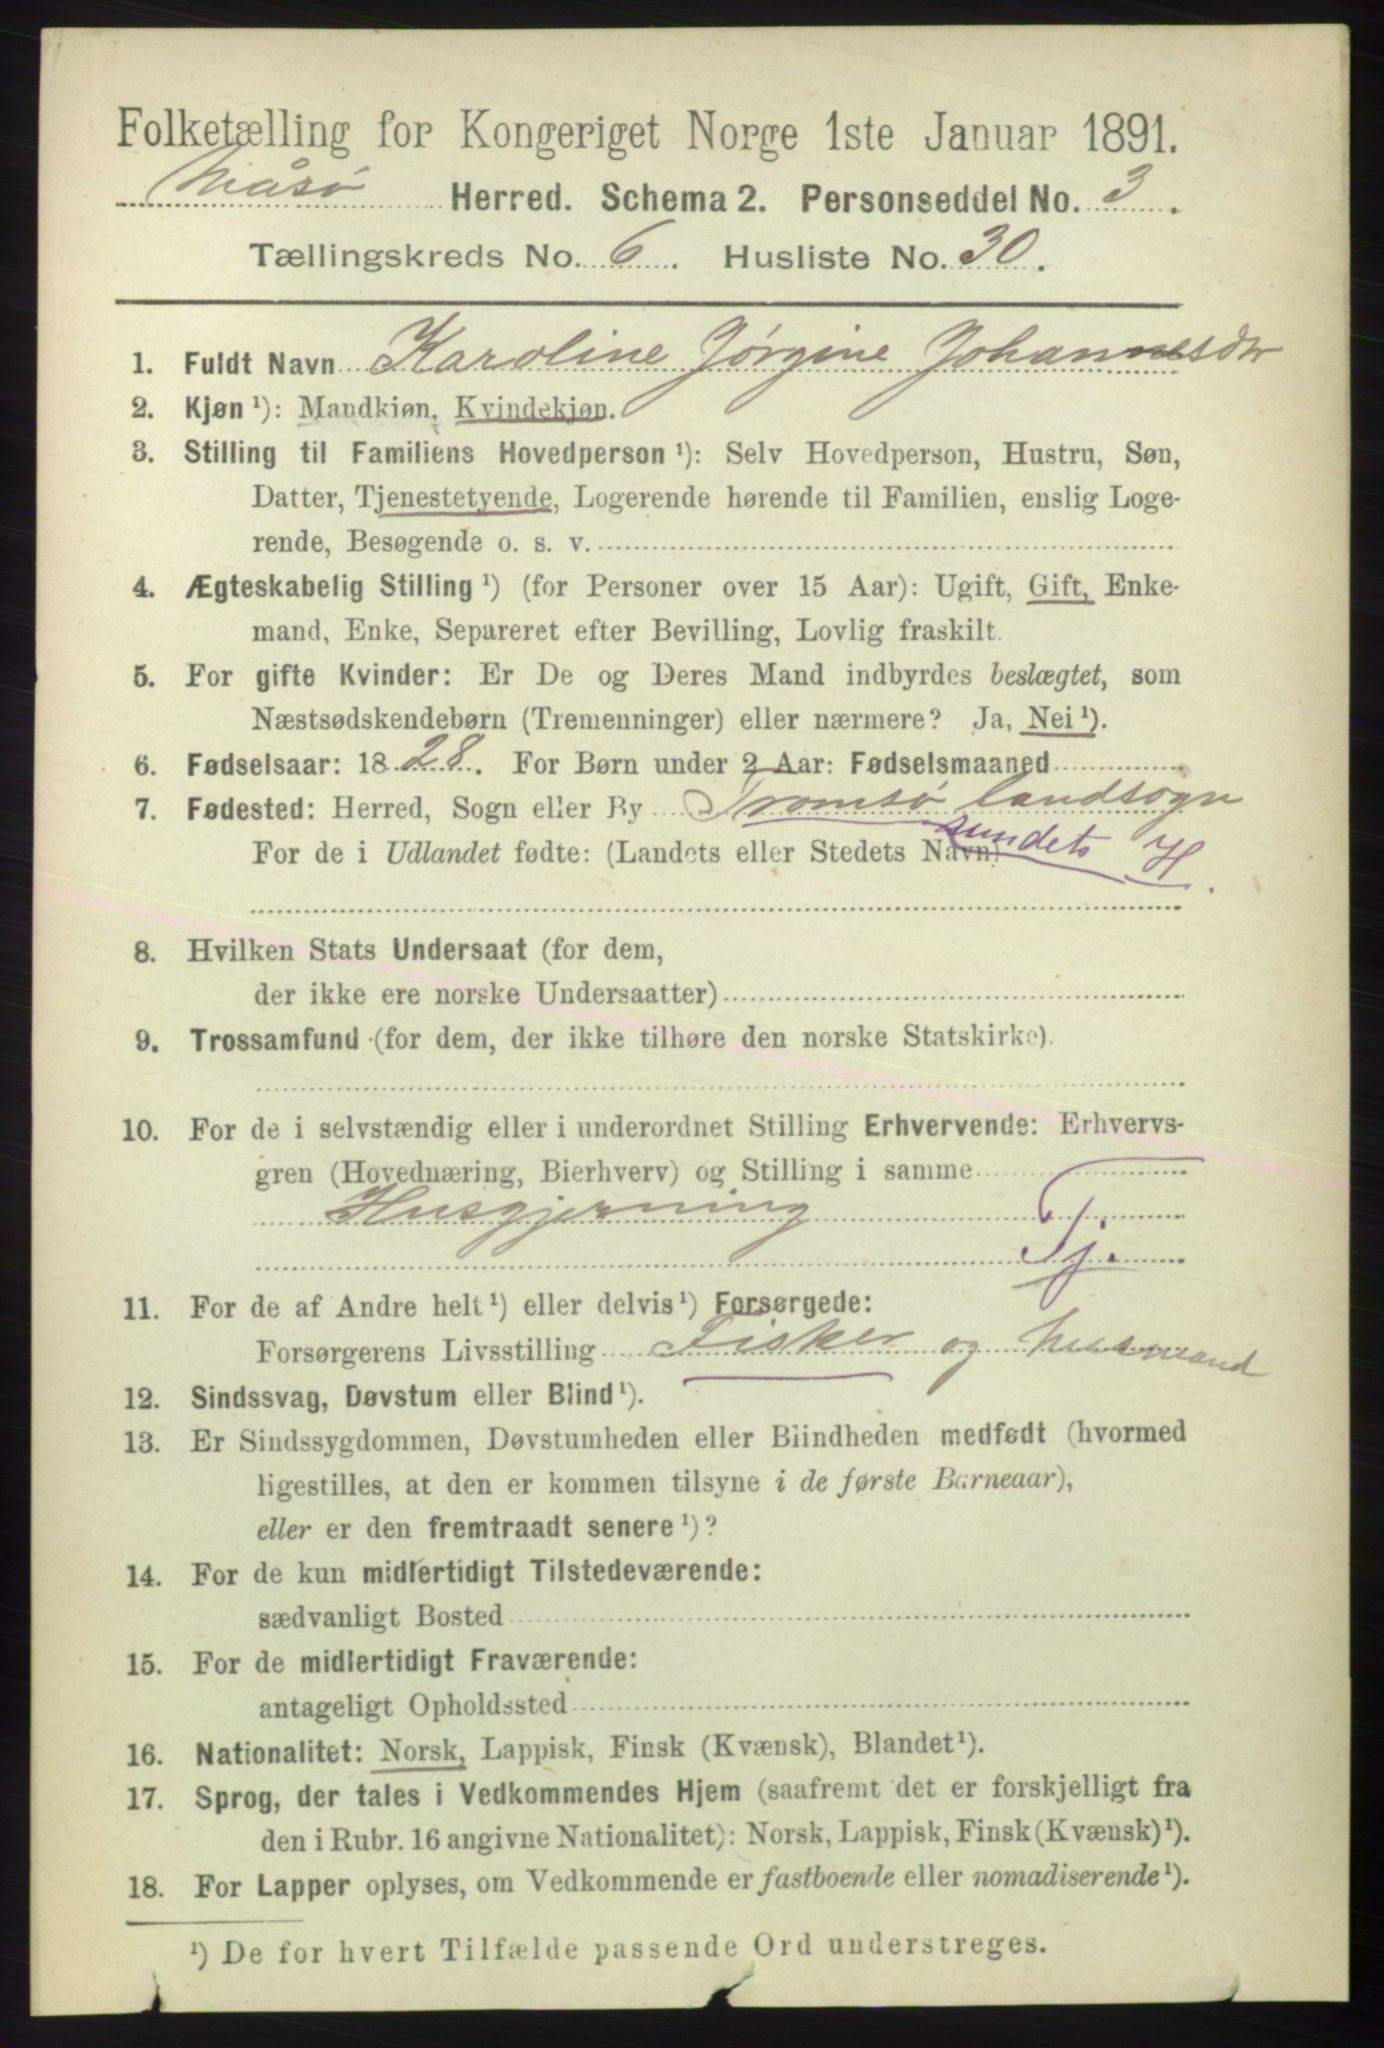 Folketælling for Kongeriget Norge 1ste Januar 1891.
Måsø Herred. Schema 2. Personseddel No. 3.
Tællingskreds No. 6. Husliste No. 30.
1. Fuldt Navn Karoline Jørgine Johannesdtr
2. Kjøn ¹): Mandkjøn, Kvindekjøn.
3. Stilling til Familiens Hovedperson ¹): Selv Hovedperson, Hustru, Søn,
Datter, Tjenestetyende, Logerende hørende til Familien, enslig Loge-
rende, Besøgende o. s. v.
4. Ægteskabelig Stilling ¹) (for Personer over 15 Aar): Ugift, Gift, Enke-
mand, Enke, Separeret efter Bevilling, Lovlig fraskilt.
5. For gifte Kvinder: Er De og Deres Mand indbyrdes beslægtet, som
Næstsødskendebørn (Tremenninger) eller nærmere? Ja, Nei ¹).
6. Fødselsaar: 1828. For Børn under 2 Aar: Fødselsmaaned
7. Fødested: Herred, Sogn eller By Tromsø landsogn
For de i Udlandet fødte: (Landets eller Stedets Navn) sundets H.
8. Hvilken Stats Undersaat (for dem,
der ikke ere norske Undersaatter)
9. Trossamfund (for dem, der ikke tilhøre den norske Statskirke).
10. For de i selvstændig eller i underordnet Stilling Erhvervende: Erhvervs-
gren (Hovednæring, Bierhverv) og Stilling i samme
Husgjerning
Tj.
11. For de af Andre helt ¹) eller delvis ¹) Forsørgede:
Forsørgerens Livsstilling Fisker og husmand
12. Sindssvag, Døvstum eller Blind ¹).
13. Er Sindssygdommen, Døvstumheden eller Blindheden medfødt (hvormed
ligestilles, at den er kommen tilsyne i de første Barneaar),
eller er den fremtraadt senere ¹)?
14. For de kun midlertidigt Tilstedeværende:
sædvanligt Bosted
15. For de midlertidigt Fraværende:
antageligt Opholdssted
16. Nationalitet: Norsk, Lappisk, Finsk (Kvænsk), Blandet ¹).
17. Sprog, der tales i Vedkommendes Hjem (saafremt det er forskjelligt fra
den i Rubr. 16 angivne Nationalitet): Norsk, Lappisk, Finsk (Kvænsk) ¹).
18. For Lapper oplyses, om Vedkommende er fastboende eller nomadiserende ¹).
¹) De for hvert Tilfælde passende Ord understreges.